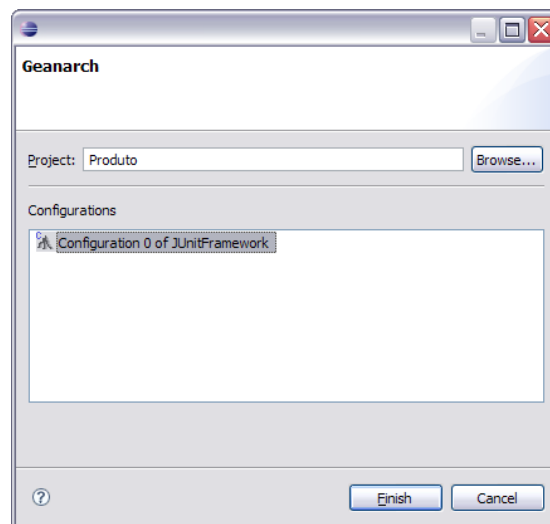 Geanarch
Project: Produto Browse...
Configurations
Configuration 0 of JUnitFramework
Finish Cancel